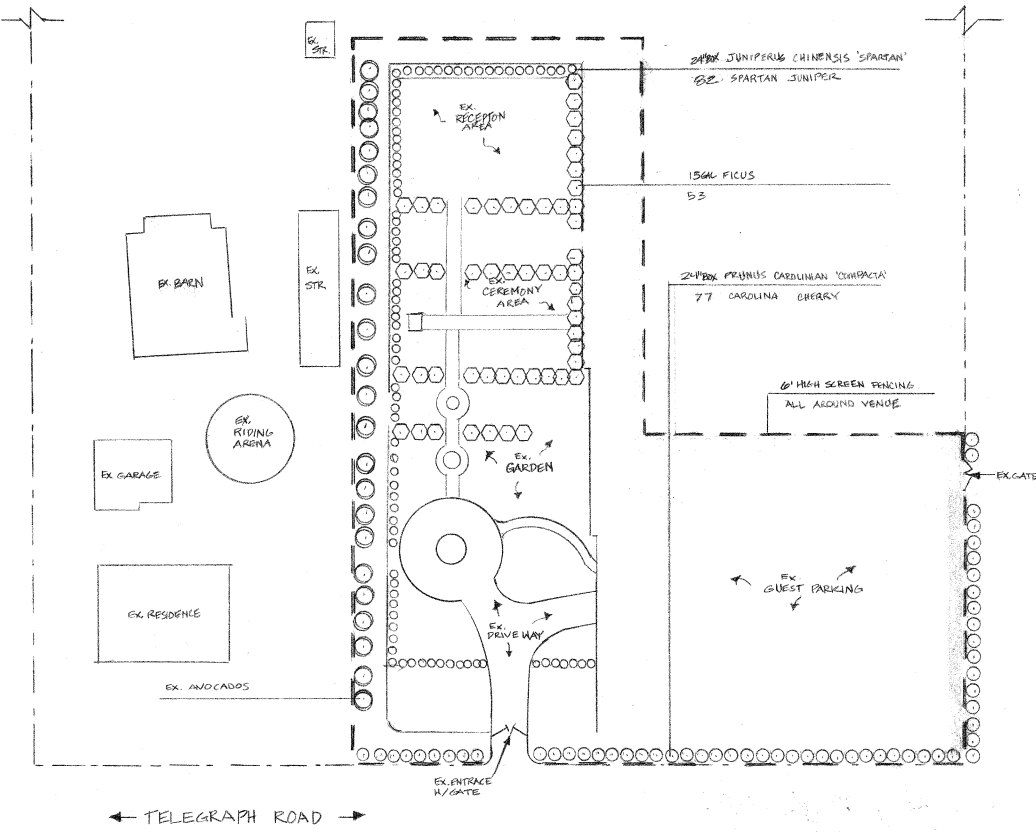 EX.
STR.
24"BOX JUNIPERUS CHINENSIS 'SPARTAN'
82 SPARTAN JUNIPER
EX.
RECEPTON
AREA
15GAL FICUS
53
EX. BARN
EX
STR.
24"BOX PRUNUS CAROLINIAN 'COMPACTA'
77 CAROLINA CHERRY
EX.
CEREMONY
AREA
6' HIGH SCREEN FENCING
ALL AROUND VENUE
EX.
RIDING
ARENA
EX GARAGE
EX.
GARDEN
EX.GATE
EX.
GUEST PARKING
EX. RESIDENCE
EX.
DRIVEWAY
EX. AVOCADOS
EX.ENTRACE
H/GATE
TELEGRAPH ROAD